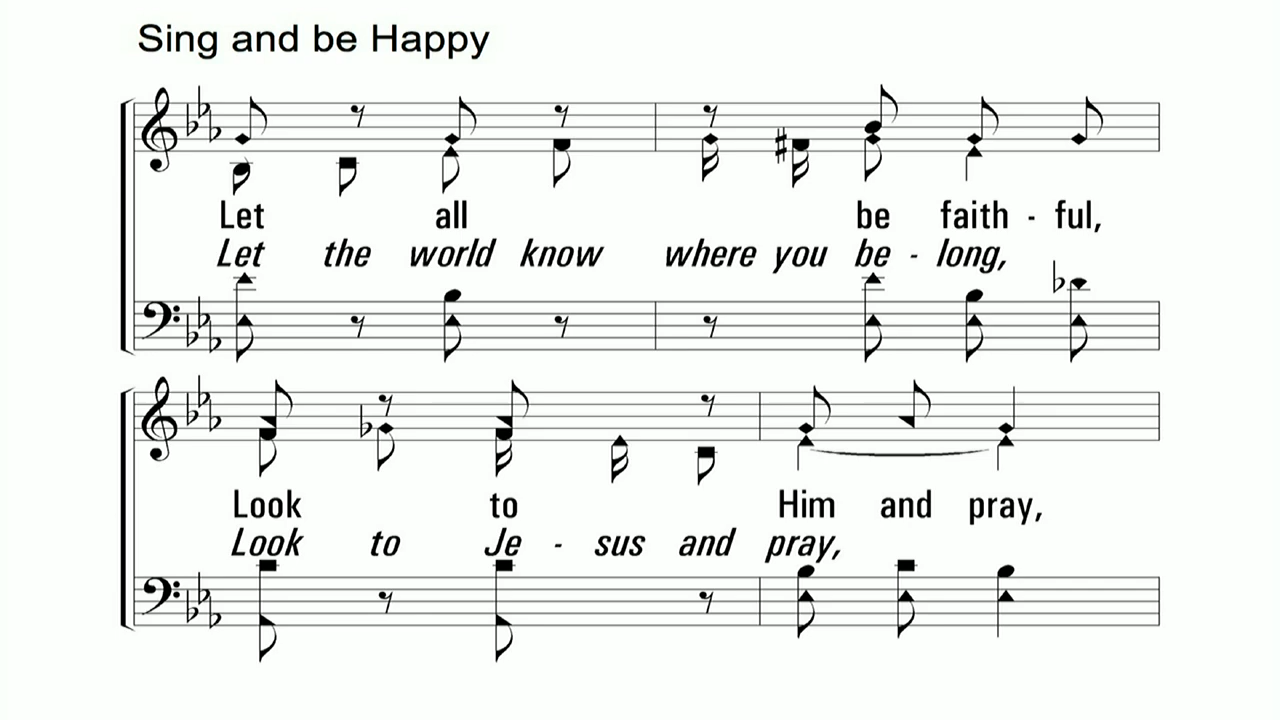 Sing and be Happy
Let all be faith - ful,
Let the world know where you be - long,
Look to Him and pray,
Look to Je - sus and pray,